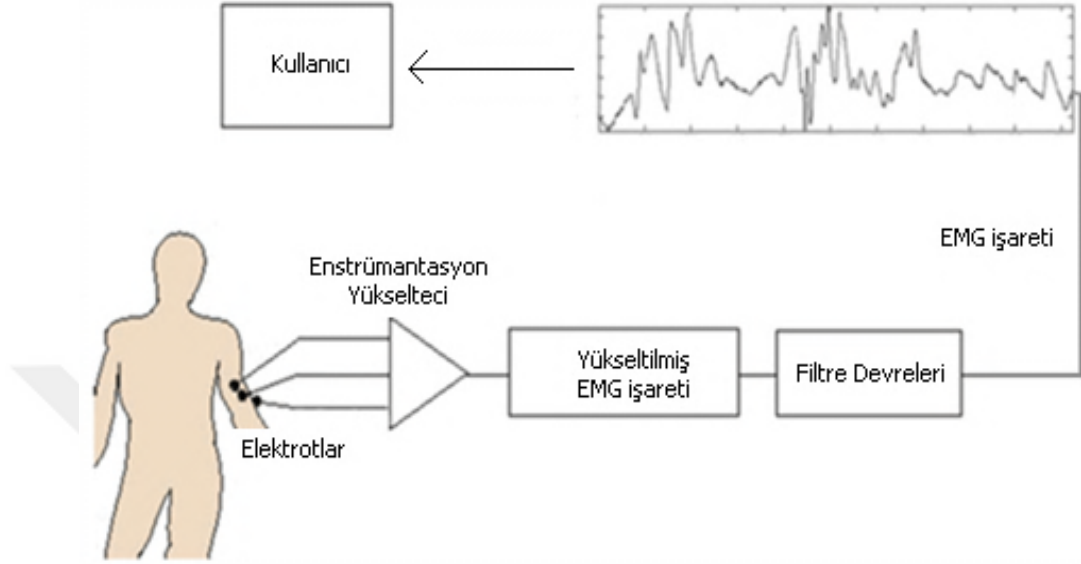 Kullanıcı
EMG işareti
Enstrümantasyon
Yükselteci
Yükseltilmiş
EMG işareti
Filtre Devreleri
Elektrotlar